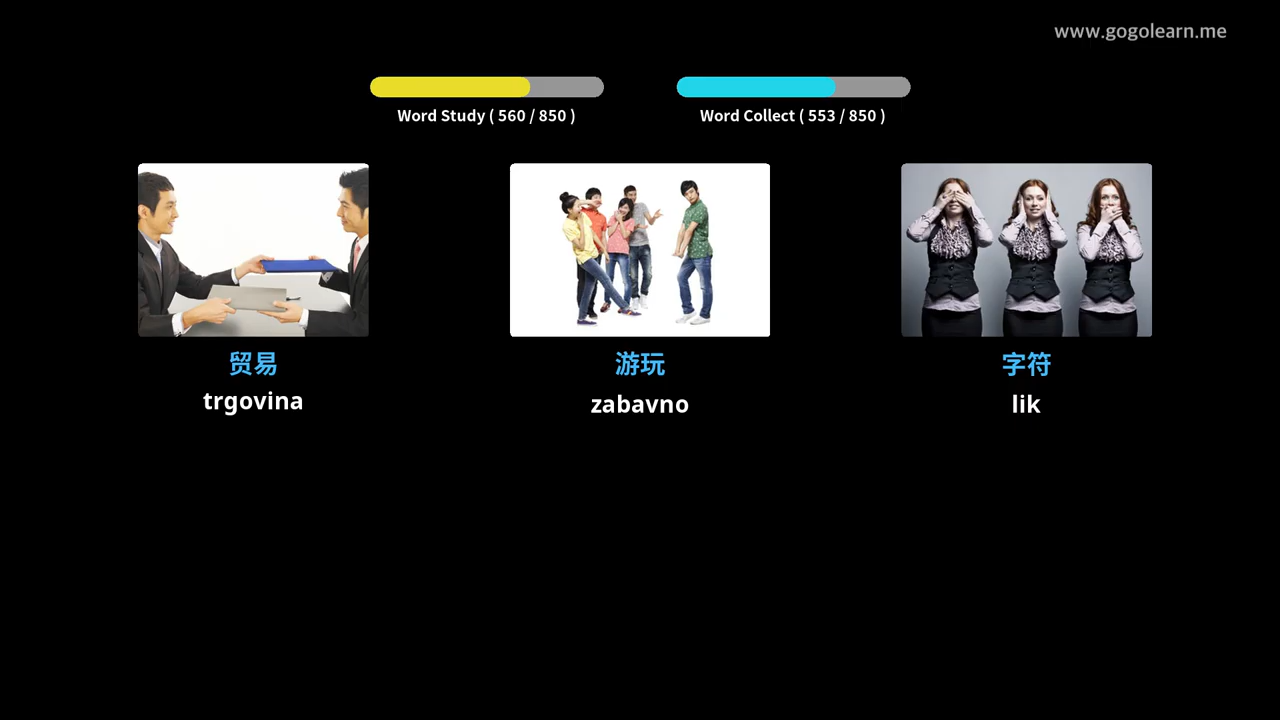 www.gogolearn.me
Word Study ( 560 / 850 )
Word Collect ( 553 / 850 )
贸易
游玩
字符
trgovina
zabavno
lik